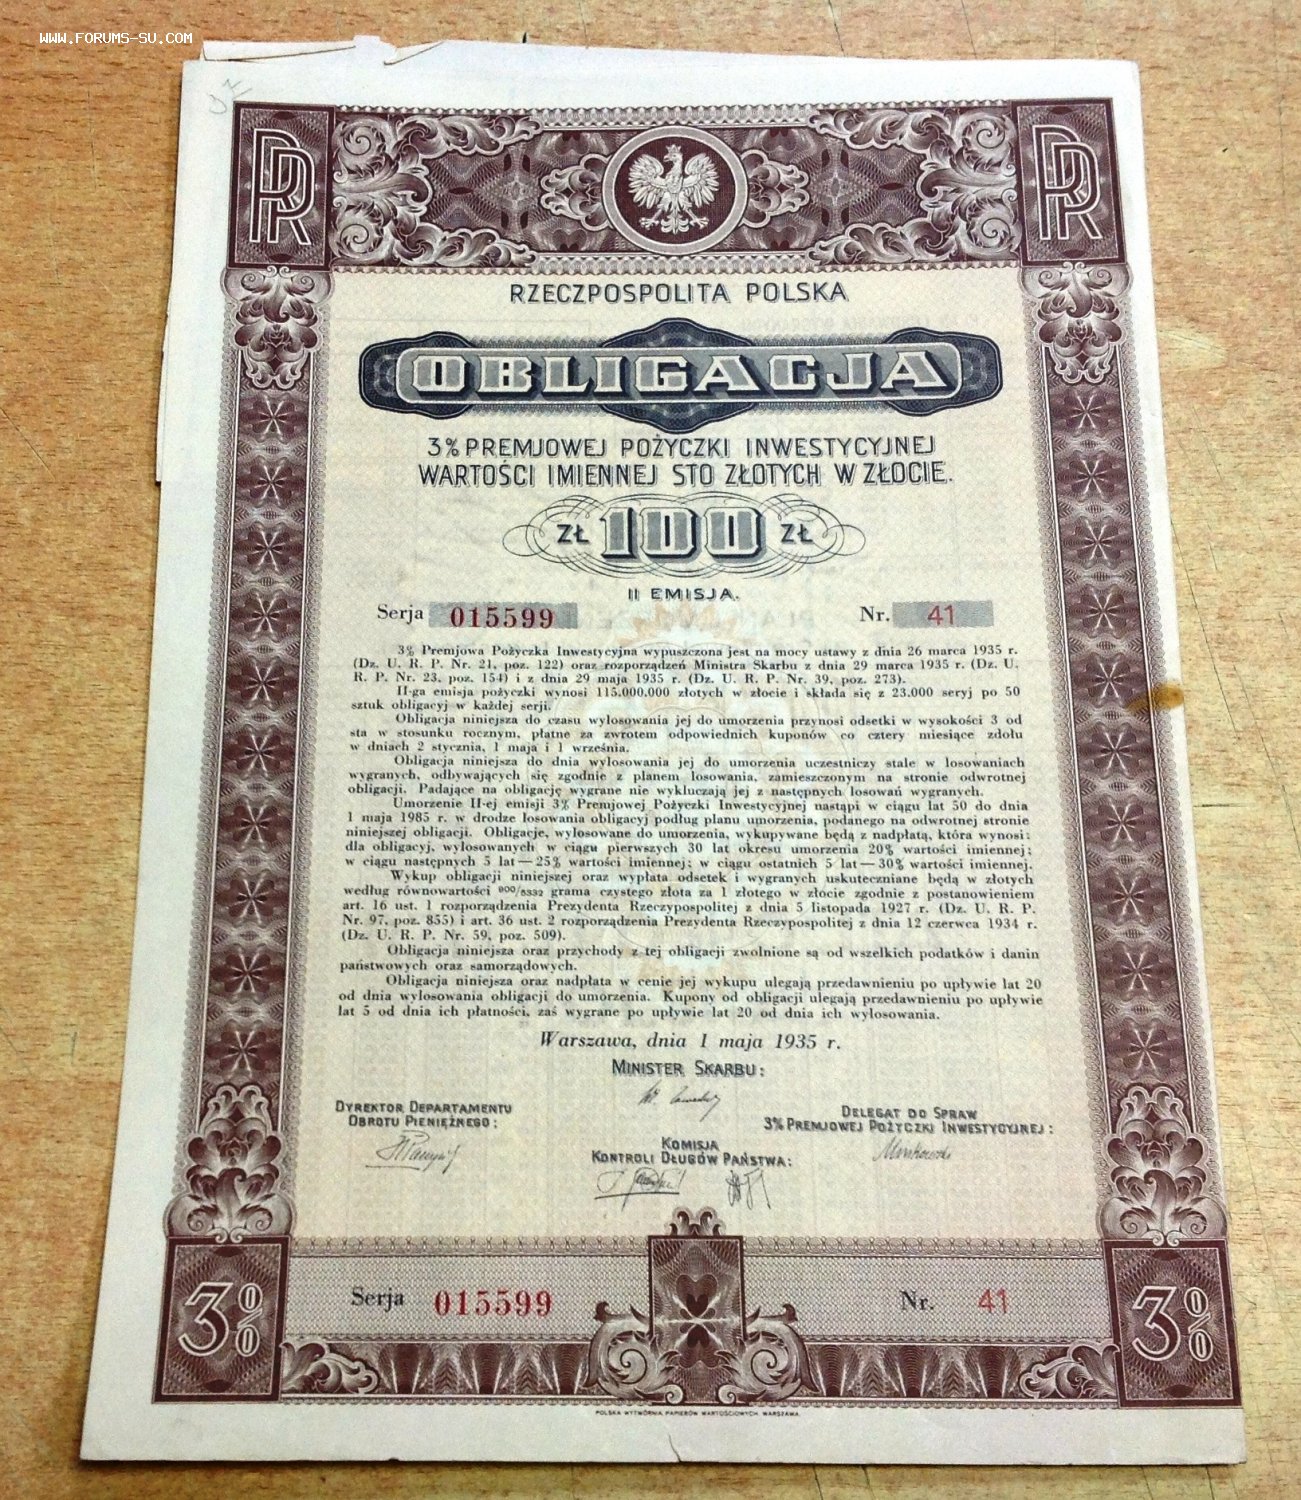 WWW.FORUMS-SU.COM
RP RP
RZECZPOSPOLITA POLSKA
OBLIGACJA
3% PREMJOWEJ POŻYCZKI INWESTYCYJNEJ
WARTOŚCI IMIENNEJ STO ZŁOTYCH W ZŁOCIE.
ZŁ 100 ZŁ
II EMISJA.
Serja 015599 Nr. 41
3% Premjowa Pożyczka Inwestycyjna wypuszczona jest na mocy ustawy z dnia 26 marca 1935 r.
(Dz. U. R. P. Nr. 21, poz. 122) oraz rozporządzeń Ministra Skarbu z dnia 29 marca 1935 r. (Dz. U.
R. P. Nr. 23, poz. 154) i z dnia 29 maja 1935 r. (Dz. U. R. P. Nr. 39, poz. 273).
II-ga emisja pożyczki wynosi 115.000.000 złotych w złocie i składa się z 23.000 seryj po 50
sztuk obligacyj w każdej serji.
Obligacja niniejsza do czasu wylosowania jej do umorzenia przynosi odsetki w wysokości 3 od
sta w stosunku rocznym, płatne za zwrotem odpowiednich kuponów co cztery miesiące zdołu
w dniach 2 stycznia, 1 maja i 1 września.
Obligacja niniejsza do dnia wylosowania jej do umorzenia uczestniczy stale w losowaniach
wygranych, odbywających się zgodnie z planem losowania, zamieszczonym na stronie odwrotnej
obligacji. Padające na obligację wygrane nie wykluczają jej z następnych losowań wygranych.
Umorzenie II-ej emisji 3% Premjowej Pożyczki Inwestycyjnej nastąpi w ciągu lat 50 do dnia
1 maja 1985 r. w drodze losowania obligacyj podług planu umorzenia, podanego na odwrotnej stronie
niniejszej obligacji. Obligacje, wylosowane do umorzenia, wykupywane będą z nadpłatą, która wynosi:
dla obligacyj, wylosowanych w ciągu pierwszych 30 lat okresu umorzenia 20% wartości imiennej;
w ciągu następnych 5 lat — 25% wartości imiennej; w ciągu ostatnich 5 lat — 30% wartości imiennej.
Wykup obligacji niniejszej oraz wypłata odsetek i wygranych uskuteczniane będą w złotych
według równowartości 900/5332 grama czystego złota za 1 złotego w złocie zgodnie z postanowieniem
art. 16 ust. 1 rozporządzenia Prezydenta Rzeczypospolitej z dnia 5 listopada 1927 r. (Dz. U. R. P.
Nr. 97, poz. 855) i art. 36 ust. 2 rozporządzenia Prezydenta Rzeczypospolitej z dnia 12 czerwca 1934 r.
(Dz. U. R. P. Nr. 59, poz. 509).
Obligacja niniejsza oraz przychody z tej obligacji zwolnione są od wszelkich podatków i danin
państwowych oraz samorządowych.
Obligacja niniejsza oraz nadpłata w cenie jej wykupu ulegają przedawnieniu po upływie lat 20
od dnia wylosowania obligacji do umorzenia. Kupony od obligacji ulegają przedawnieniu po upływie
lat 5 od dnia ich płatności, zaś wygrane po upływie lat 20 od dnia ich wylosowania.
Warszawa, dnia 1 maja 1935 r.
MINISTER SKARBU:
DYREKTOR DEPARTAMENTU
OBROTU PIENIĘŻNEGO:
DELEGAT DO SPRAW
3% PREMJOWEJ POŻYCZKI INWESTYCYJNEJ:
KOMISJA
KONTROLI DŁUGÓW PAŃSTWA:
3% Serja 015599 Nr. 41 3%
POLSKA WYTWÓRNIA PAPIERÓW WARTOŚCIOWYCH WARSZAWA